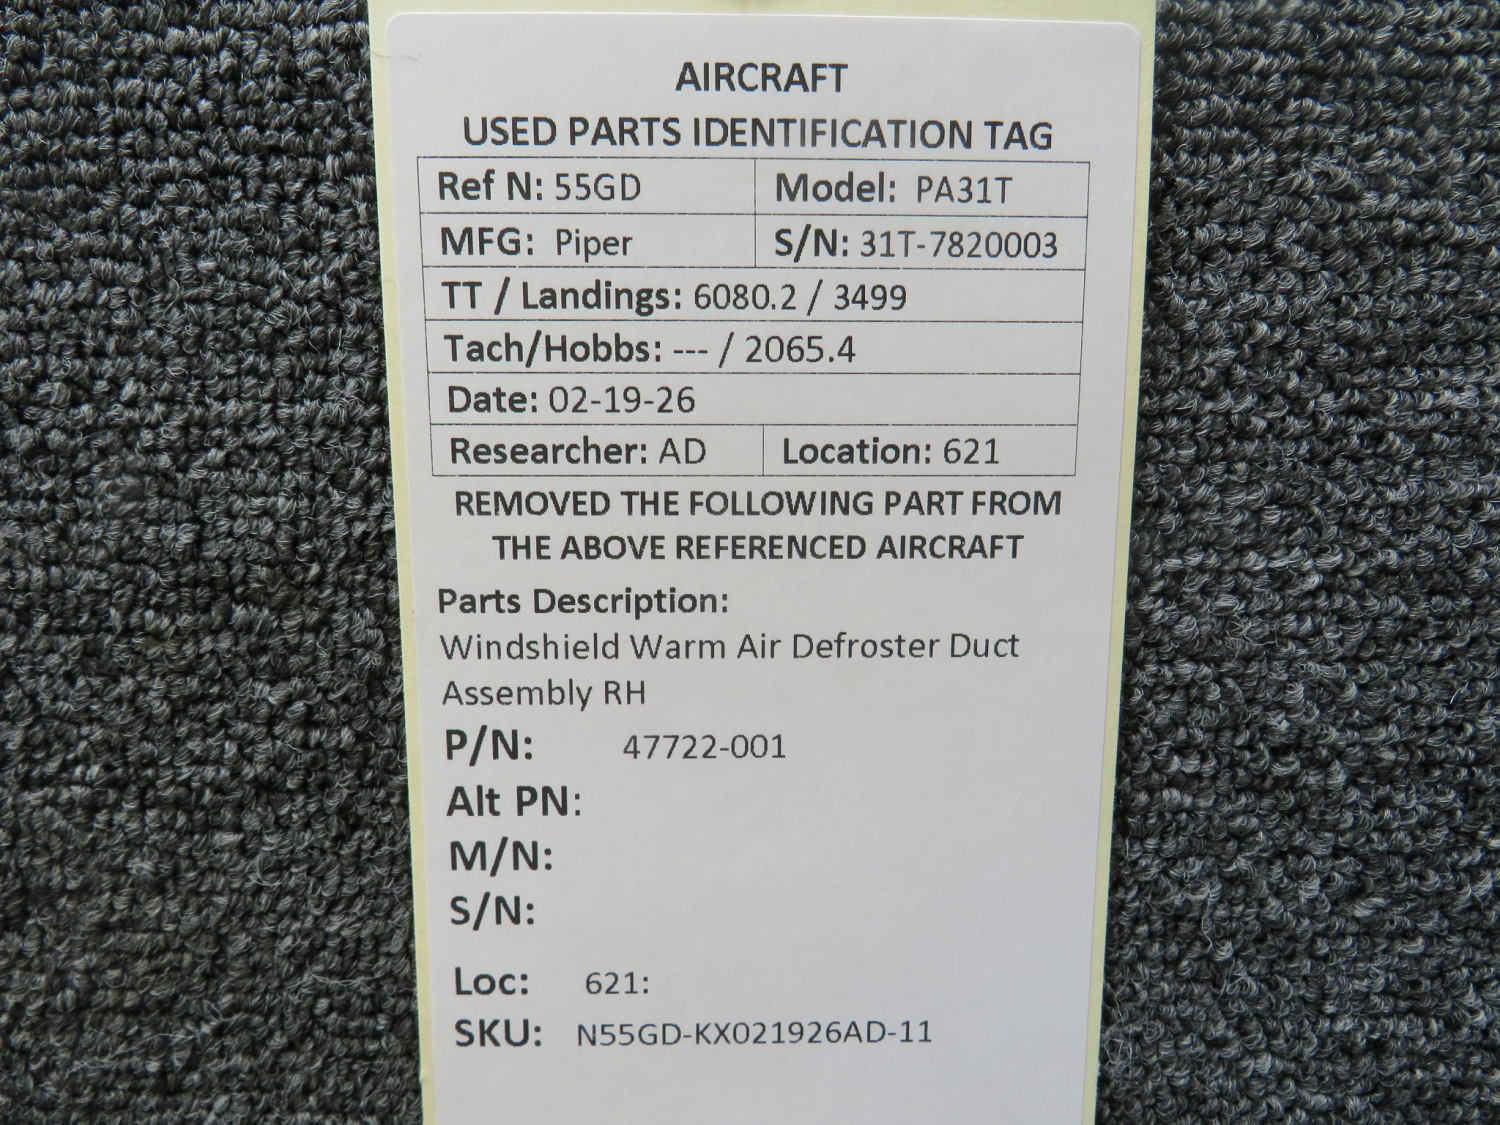 AIRCRAFT
USED PARTS IDENTIFICATION TAG
Ref N: 55GD Model: PA31T
MFG: Piper S/N: 31T-7820003
TT / Landings: 6080.2 / 3499
Tach/Hobbs: --- / 2065.4
Date: 02-19-26
Researcher: AD Location: 621
REMOVED THE FOLLOWING PART FROM
THE ABOVE REFERENCED AIRCRAFT
Parts Description:
Windshield Warm Air Defroster Duct
Assembly RH
P/N: 47722-001
Alt PN:
M/N:
S/N:
Loc: 621:
SKU: N55GD-KX021926AD-11